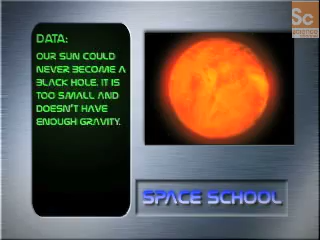 Sc
science
DATA:
OUR SUN COULD
NEVER BECOME A
BLACK HOLE. IT IS
TOO SMALL AND
DOESN'T HAVE
ENOUGH GRAVITY.
SPACE SCHOOL